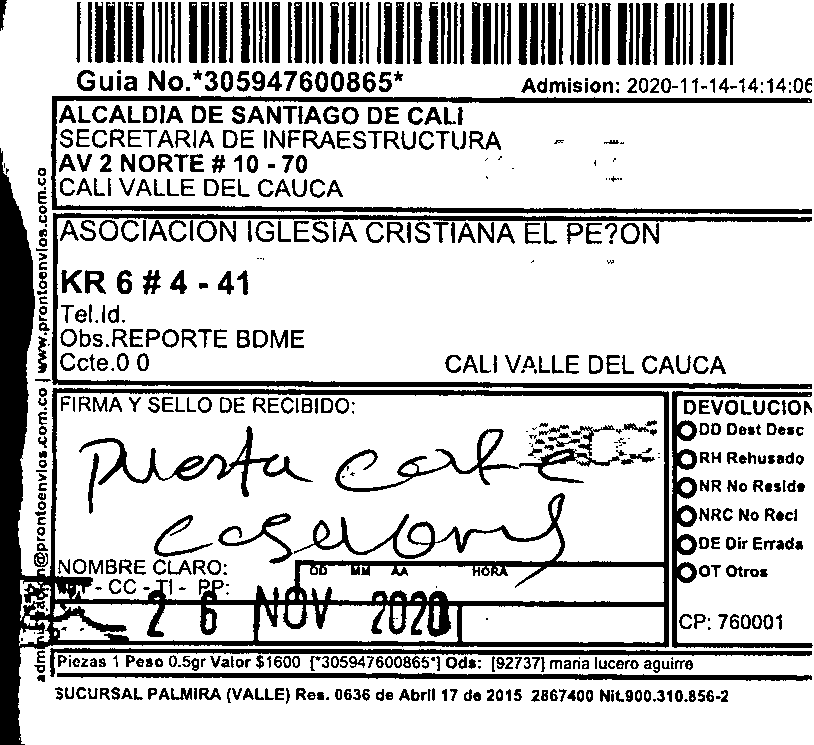 Guia No.*305947600865*
Admision: 2020-11-14-14:14:06
ALCALDIA DE SANTIAGO DE CALI
SECRETARIA DE INFRAESTRUCTURA
AV 2 NORTE # 10 - 70
CALI VALLE DEL CAUCA
ASOCIACION IGLESIA CRISTIANA EL PE?ON
KR 6 # 4 - 41
Tel.Id.
Obs.REPORTE BDME
Ccte.0 0
CALI VALLE DEL CAUCA
www.prontoenvios.com.co
@prontoenvios.com.co
FIRMA Y SELLO DE RECIBIDO:
Puerta cafe
NOMBRE CLARO:
- CC - TI - PP:
DD MM AA HORA
26 NOV 2020
DEVOLUCION
DD Dest Desc
RH Rehusado
NR No Reside
NRC No Recl
DE Dir Errada
OT Otros
CP: 760001
Piezas 1 Peso 0.5gr Valor $1600 [*305947600865*] Ods: [92737] maria lucero aguirre
SUCURSAL PALMIRA (VALLE) Res. 0636 de Abril 17 de 2015 2867400 Nit.900.310.856-2